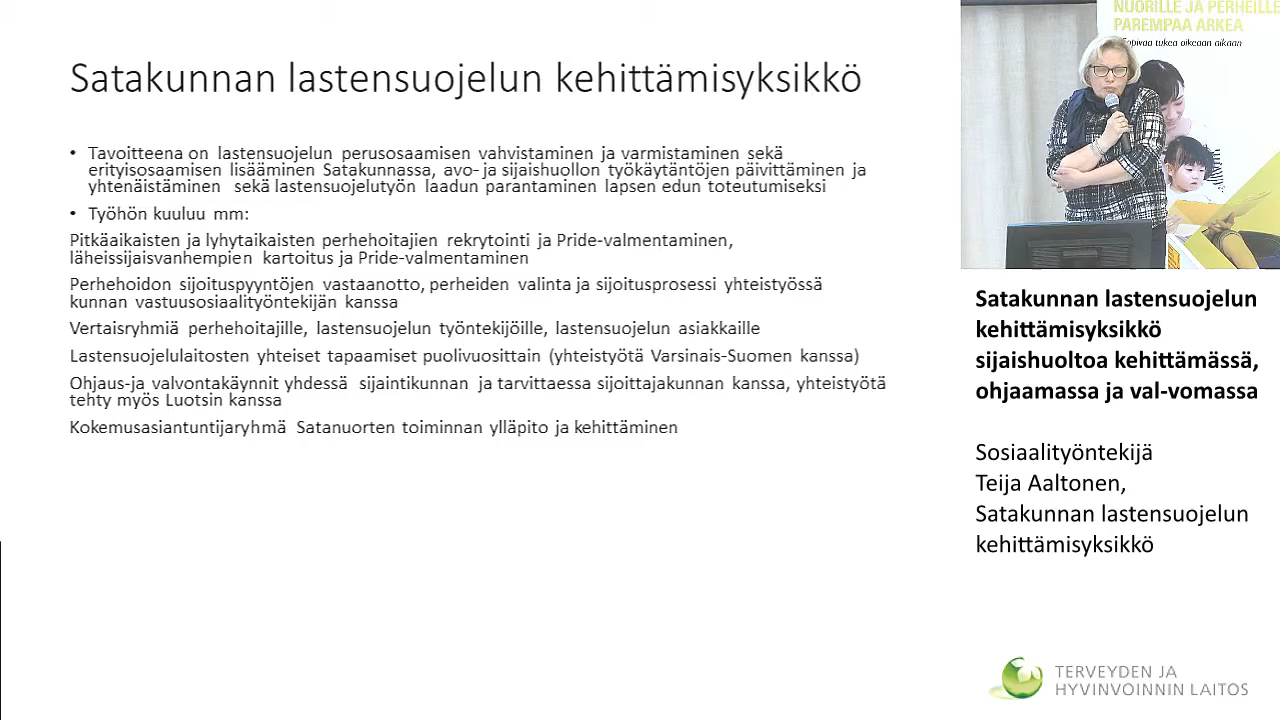 Satakunnan lastensuojelun kehittämisyksikkö
• Tavoitteena on lastensuojelun perusosaamisen vahvistaminen ja varmistaminen sekä
erityisosaamisen lisääminen Satakunnassa, avo- ja sijaishuollon työkäytäntöjen päivittäminen ja
yhtenäistäminen sekä lastensuojelutyön laadun parantaminen lapsen edun toteutumiseksi
• Työhön kuuluu mm:
Pitkäaikaisten ja lyhytaikaisten perhehoitajien rekrytointi ja Pride-valmentaminen,
läheissijaisvanhempien kartoitus ja Pride-valmentaminen
Perhehoidon sijoituspyyntöjen vastaanotto, perheiden valinta ja sijoitusprosessi yhteistyössä
kunnan vastuusosiaalityöntekijän kanssa
Vertaisryhmiä perhehoitajille, lastensuojelun työntekijöille, lastensuojelun asiakkaille
Lastensuojelulaitosten yhteiset tapaamiset puolivuosittain (yhteistyötä Varsinais-Suomen kanssa)
Ohjaus-ja valvontakäynnit yhdessä sijaintikunnan ja tarvittaessa sijoittajakunnan kanssa, yhteistyötä
tehty myös Luotsin kanssa
Kokemusasiantuntijaryhmä Satanuorten toiminnan ylläpito ja kehittäminen
NUORILLE JA PERHEILLE
PAREMPAA ARKEA
Sopivaa tukea oikeaan aikaan
Satakunnan lastensuojelun
kehittämisyksikkö
sijaishuoltoa kehittämässä,
ohjaamassa ja val-vomassa
Sosiaalityöntekijä
Teija Aaltonen,
Satakunnan lastensuojelun
kehittämisyksikkö
TERVEYDEN JA
HYVINVOINNIN LAITOS